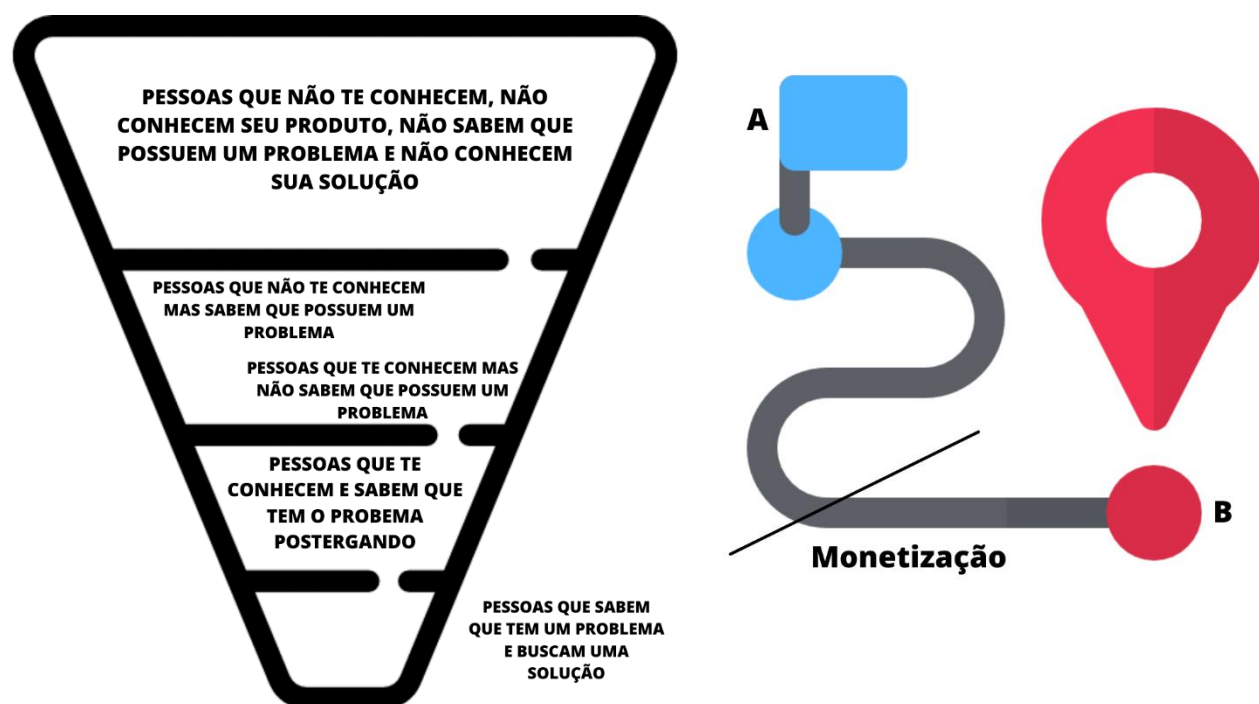 PESSOAS QUE NÃO TE CONHECEM, NÃO
CONHECEM SEU PRODUTO, NÃO SABEM QUE
POSSUEM UM PROBLEMA E NÃO CONHECEM
SUA SOLUÇÃO
PESSOAS QUE NÃO TE CONHECEM
MAS SABEM QUE POSSUEM UM
PROBLEMA
PESSOAS QUE TE CONHECEM MAS
NÃO SABEM QUE POSSUEM UM
PROBLEMA
PESSOAS QUE TE
CONHECEM E SABEM QUE
TEM O PROBEMA
POSTERGANDO
PESSOAS QUE SABEM
QUE TEM UM PROBLEMA
E BUSCAM UMA
SOLUÇÃO
A
B
Monetização